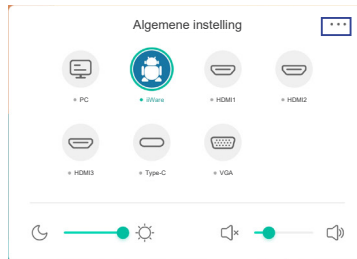 Algemene instelling
PC
iiWare
HDMI1
HDMI2
HDMI3
Type-C
VGA